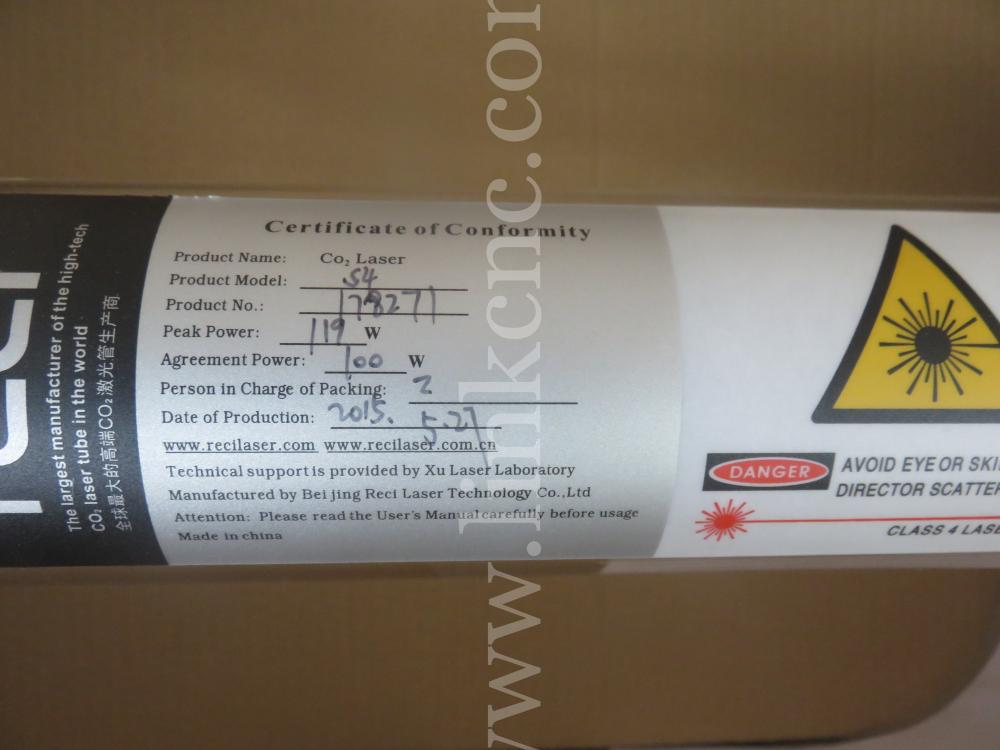 Certificate of Conformity
Product Name: Co₂ Laser
Product Model: S4
Product No.: 178271
Peak Power: 119 W
Agreement Power: 100 W
Person in Charge of Packing: 2
Date of Production: 2015. 5.27
www.recilaser.com www.recilaser.com.cn
Technical support is provided by Xu Laser Laboratory
Manufactured by Bei jing Reci Laser Technology Co.,Ltd
Attention: Please read the User's Manual carefully before usage
Made in china
The largest manufacturer of the high-tech
CO₂ laser tube in the world
全球最大的高端CO₂激光管生产商
DANGER
AVOID EYE OR SKI
DIRECTOR SCATTER
CLASS 4 LASE
www.linkcnc.com